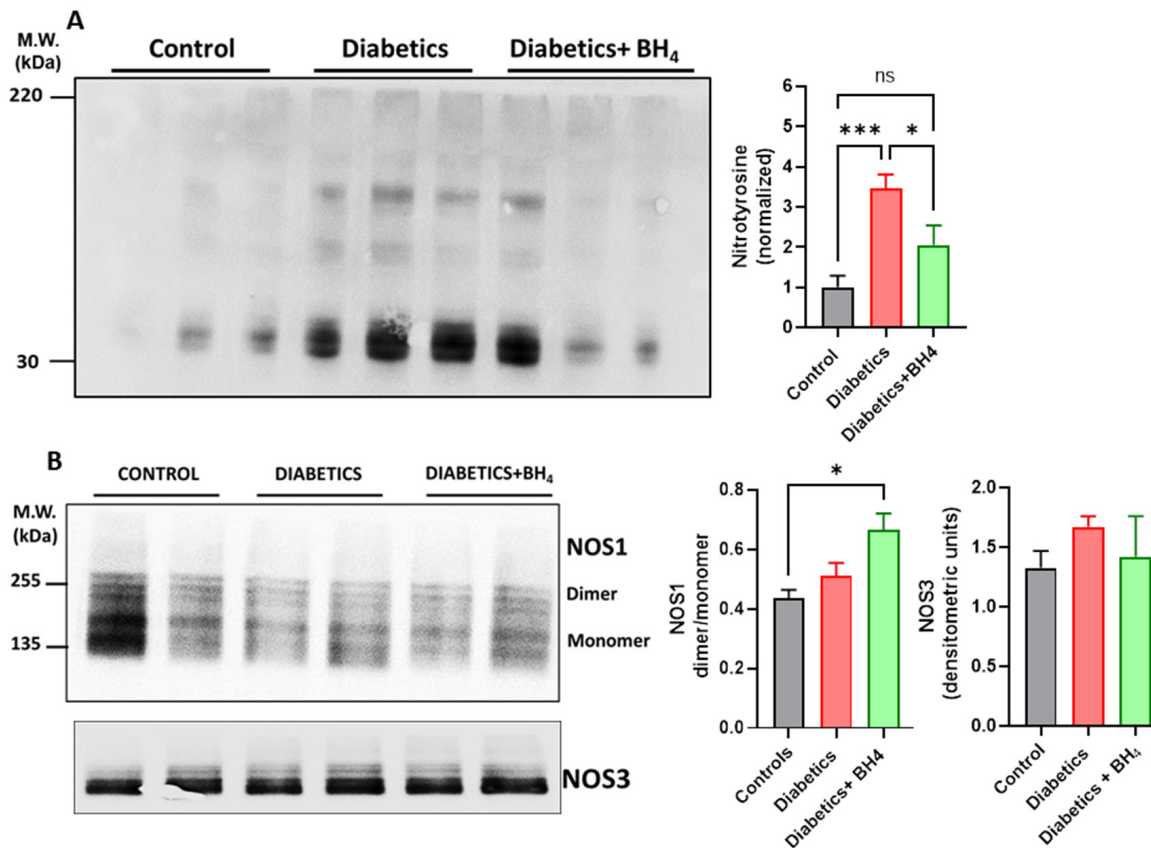 A
M.W.
(kDa)
Control
Diabetics
Diabetics+ BH₄
220
30
ns
*** *
Nitrotyrosine
(normalized)
6
5
4
3
2
1
0
Control
Diabetics
Diabetics+BH4
B
CONTROL
DIABETICS
DIABETICS+BH₄
M.W.
(kDa)
255
135
NOS1
Dimer
Monomer
NOS3
*
NOS1
dimer/monomer
0.8
0.6
0.4
0.2
0.0
Controls
Diabetics
Diabetics+ BH4
NOS3
(densitometric units)
2.0
1.5
1.0
0.5
0.0
Control
Diabetics
Diabetics + BH₄